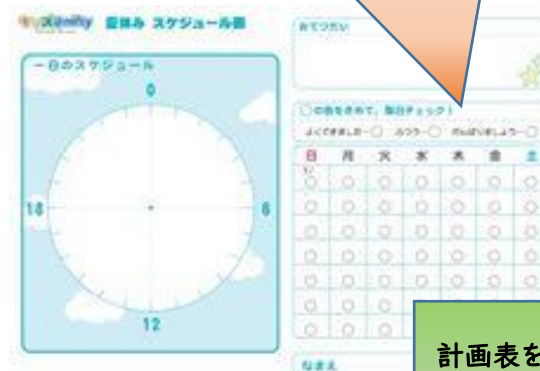 夏休み スケジュール表
一日のスケジュール
0
18
6
12
おてつだい
○の色をきめて、毎日チェック！
よくできました-○ ふつう-○ がんばりましょう-○
日 月 火 水 木 金 土
なまえ
計画表を